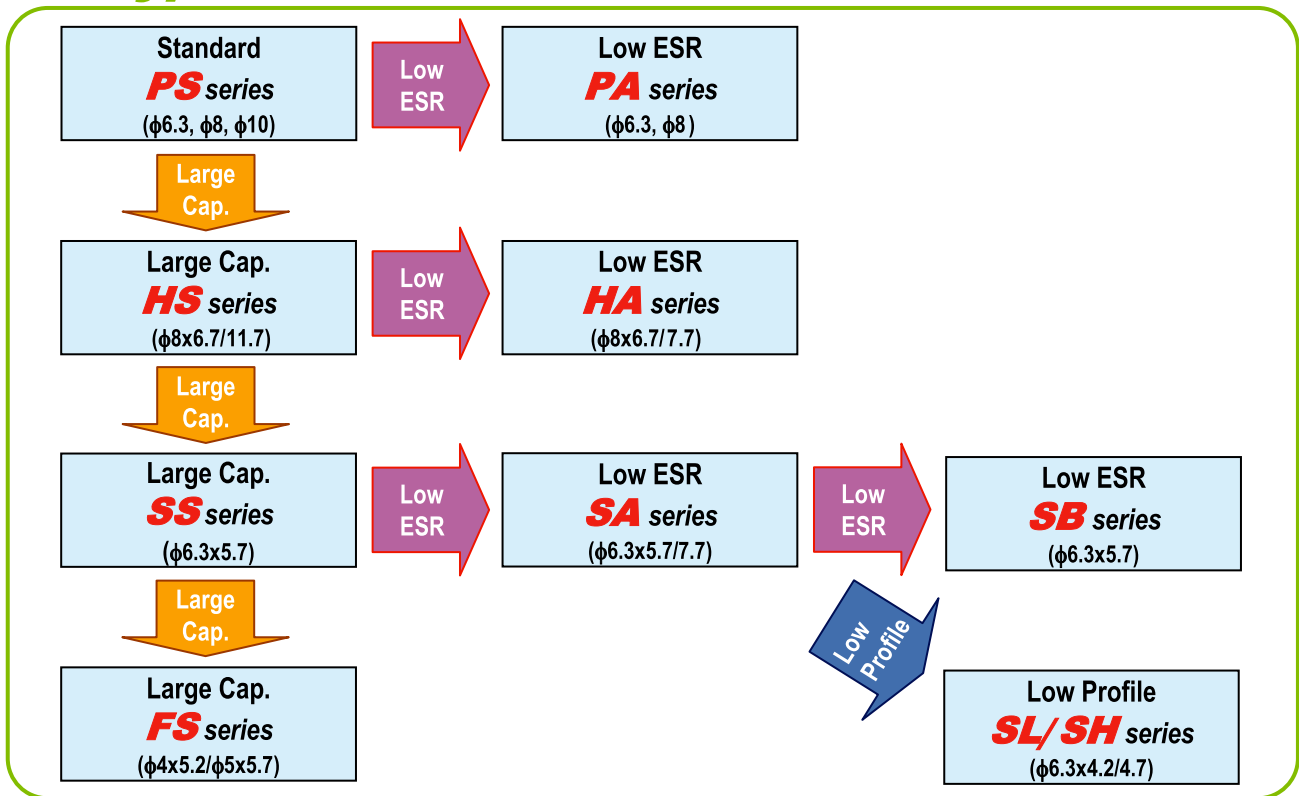 Standard
PS series
(ϕ6.3, ϕ8, ϕ10)
Low
ESR
Low ESR
PA series
(ϕ6.3, ϕ8)
Large
Cap.
Large Cap.
HS series
(ϕ8x6.7/11.7)
Low
ESR
Low ESR
HA series
(ϕ8x6.7/7.7)
Large
Cap.
Large Cap.
SS series
(ϕ6.3x5.7)
Low
ESR
Low ESR
SA series
(ϕ6.3x5.7/7.7)
Low
ESR
Low ESR
SB series
(ϕ6.3x5.7)
Large
Cap.
Low
Profile
Large Cap.
FS series
(ϕ4x5.2/ϕ5x5.7)
Low Profile
SL/SH series
(ϕ6.3x4.2/4.7)